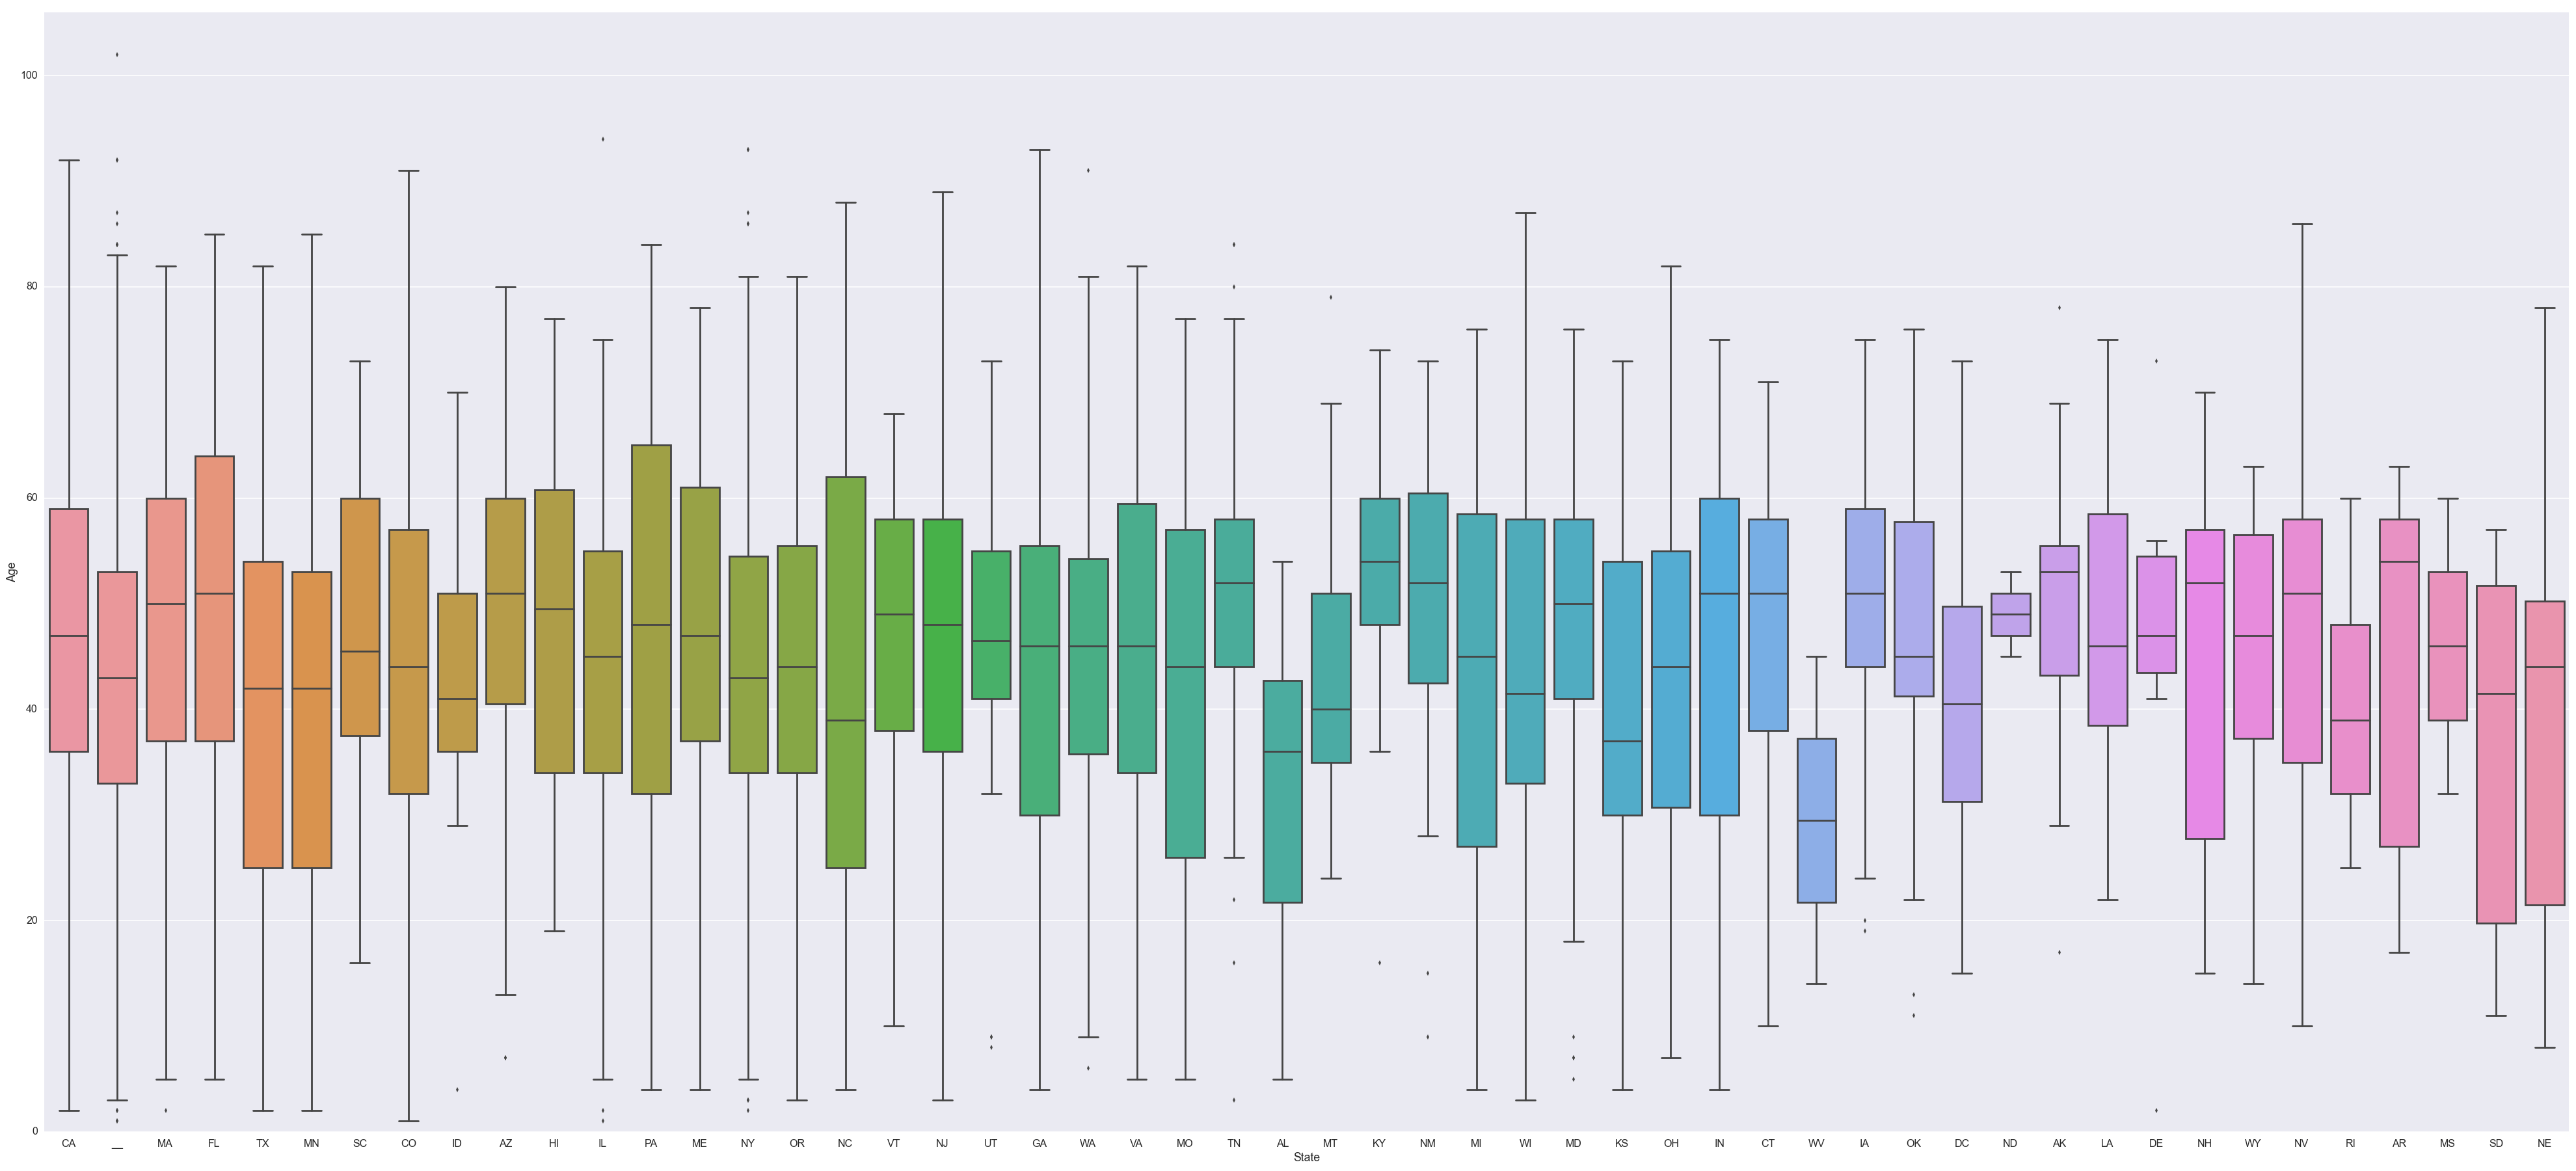 Age
100
80
60
40
20
0
CA __ MA FL TX MN SC CO ID AZ HI IL PA ME NY OR NC VT NJ UT GA WA VA MO TN AL MT KY NM MI WI MD KS OH IN CT WV IA OK DC ND AK LA DE NH WY NV RI AR MS SD NE
State